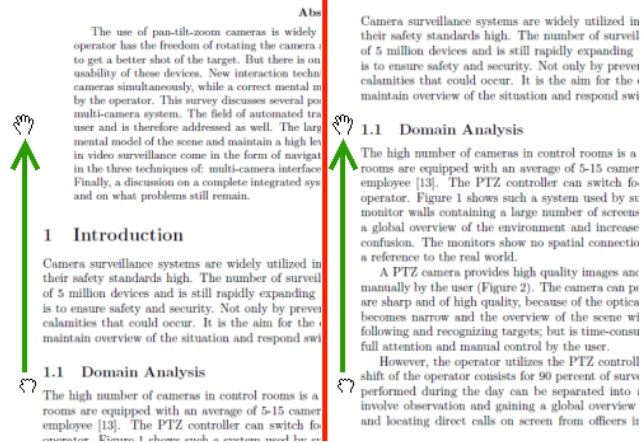 Abs
The use of pan-tilt-zoom cameras is widely
operator has the freedom of rotating the camera a
to get a better shot of the target. But there is on
usability of these devices. New interaction techni
cameras simultaneously, while a correct mental m
by the operator. This survey discusses several pos
multi-camera system. The field of automated tra
user and is therefore addressed as well. The larg
mental model of the scene and maintain a high lev
in video surveillance come in the form of navigat
in the three techniques of: multi-camera interface
Finally, a discussion on a complete integrated sys
and on what problems still remain.
1 Introduction
Camera surveillance systems are widely utilized in
their safety standards high. The number of surveil
of 5 million devices and is still rapidly expanding
is to ensure safety and security. Not only by preven
calamities that could occur. It is the aim for the
maintain overview of the situation and respond swi
1.1 Domain Analysis
The high number of cameras in control rooms is a
rooms are equipped with an average of 5-15 camer
employee [13]. The PTZ controller can switch fo
operator. Figure 1 shows such a system used by su
Camera surveillance systems are widely utilized in
their safety standards high. The number of surveil
of 5 million devices and is still rapidly expanding
is to ensure safety and security. Not only by preven
calamities that could occur. It is the aim for the
maintain overview of the situation and respond swi
1.1 Domain Analysis
The high number of cameras in control rooms is a
rooms are equipped with an average of 5-15 camer
employee [13]. The PTZ controller can switch fo
operator. Figure 1 shows such a system used by su
monitor walls containing a large number of screens
a global overview of the environment and increase
confusion. The monitors show no spatial connectio
a reference to the real world.
A PTZ camera provides high quality images and
manually by the user (Figure 2). The camera can pe
are sharp and of high quality, because of the optica
becomes narrow and the overview of the scene wi
following and recognizing targets; but is time-consu
full attention and manual control by the user.
However, the operator utilizes the PTZ controll
shift of the operator consists for 90 percent of surve
performed during the day can be separated into a
involve observation and gaining a global overview
and locating direct calls on screen from officers in